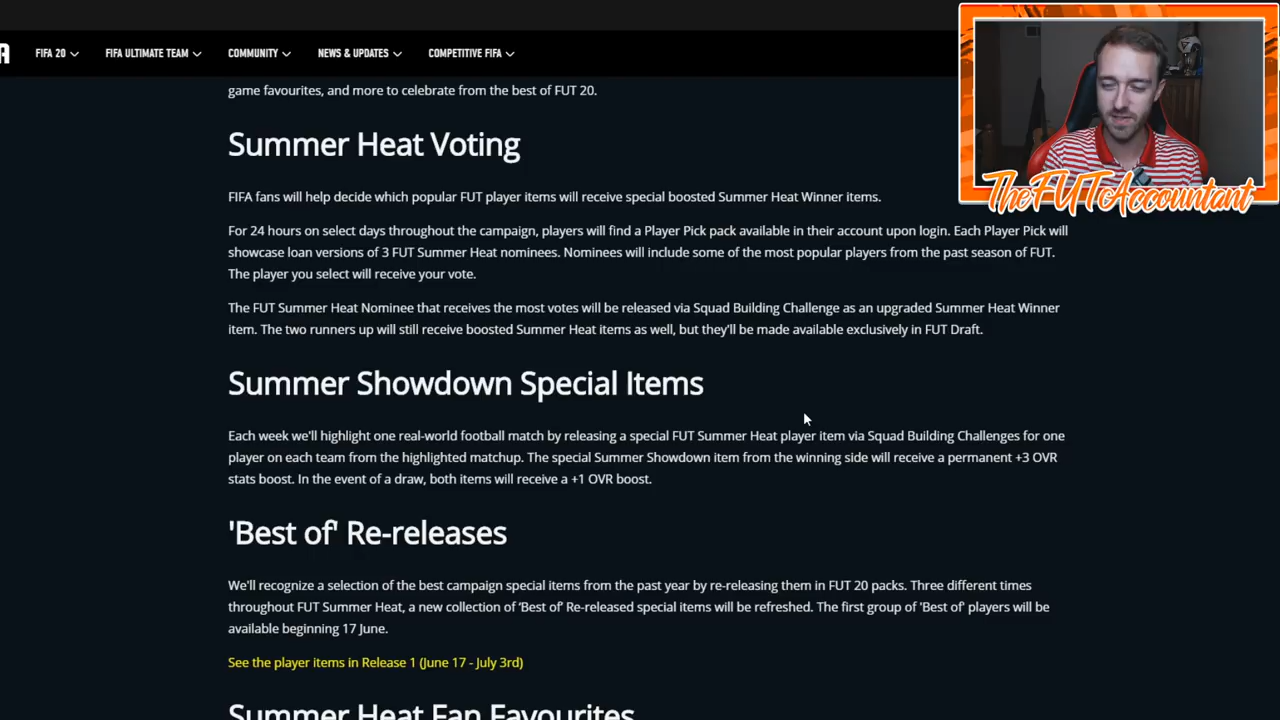 A FIFA 20 FIFA ULTIMATE TEAM COMMUNITY NEWS & UPDATES COMPETITIVE FIFA
TheFUTAccountant
game favourites, and more to celebrate from the best of FUT 20.
Summer Heat Voting
FIFA fans will help decide which popular FUT player items will receive special boosted Summer Heat Winner items.
For 24 hours on select days throughout the campaign, players will find a Player Pick pack available in their account upon login. Each Player Pick will
showcase loan versions of 3 FUT Summer Heat nominees. Nominees will include some of the most popular players from the past season of FUT.
The player you select will receive your vote.
The FUT Summer Heat Nominee that receives the most votes will be released via Squad Building Challenge as an upgraded Summer Heat Winner
item. The two runners up will still receive boosted Summer Heat items as well, but they'll be made available exclusively in FUT Draft.
Summer Showdown Special Items
Each week we'll highlight one real-world football match by releasing a special FUT Summer Heat player item via Squad Building Challenges for one
player on each team from the highlighted matchup. The special Summer Showdown item from the winning side will receive a permanent +3 OVR
stats boost. In the event of a draw, both items will receive a +1 OVR boost.
'Best of' Re-releases
We'll recognize a selection of the best campaign special items from the past year by re-releasing them in FUT 20 packs. Three different times
throughout FUT Summer Heat, a new collection of 'Best of' Re-released special items will be refreshed. The first group of 'Best of' players will be
available beginning 17 June.
See the player items in Release 1 (June 17 - July 3rd)
Summer Heat Fan Favourites